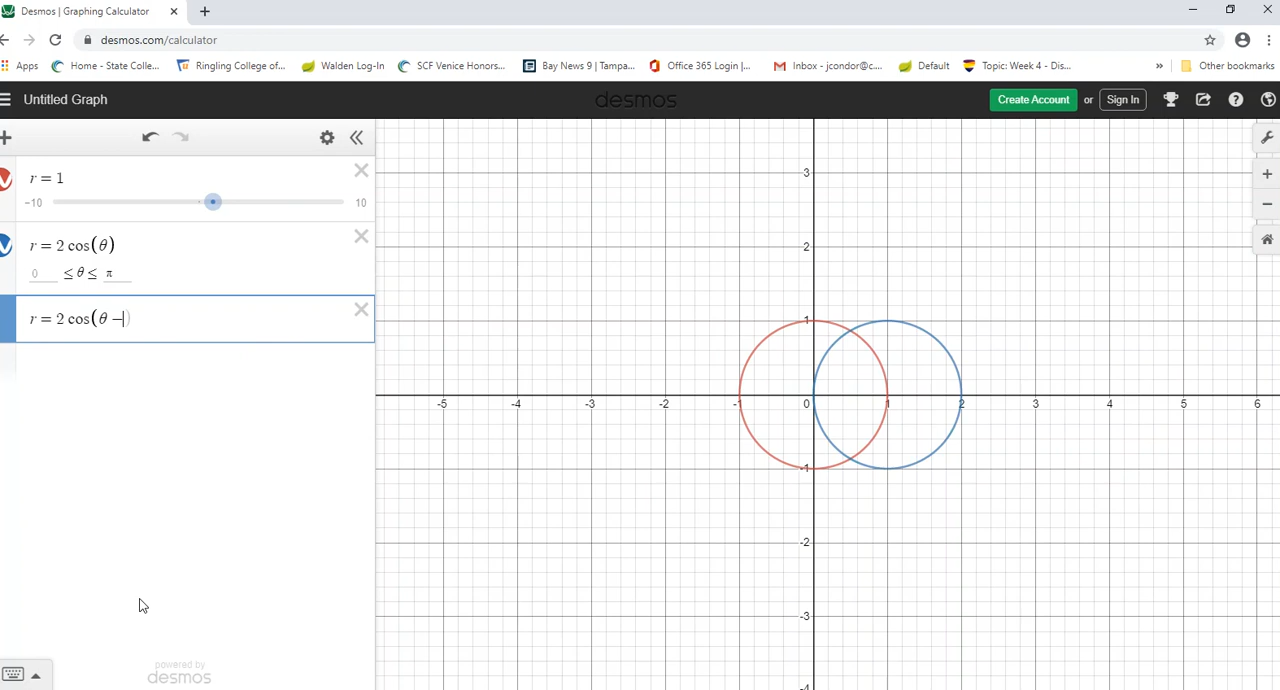 Desmos | Graphing Calculator
desmos.com/calculator
Apps Home - State Colle... Ringling College of... Walden Log-In SCF Venice Honors... Bay News 9 | Tampa... Office 365 Login |... Inbox - jcondor@c... Default Topic: Week 4 - Dis... » Other bookmarks
Untitled Graph desmos Create Account or Sign In
r = 1
-10 10
r = 2 cos(θ)
0 ≤ θ ≤ π
r = 2 cos(θ −)
3
2
1
-5 -4 -3 -2 -1 0 1 2 3 4 5 6
-1
-2
-3
-4
powered by
desmos